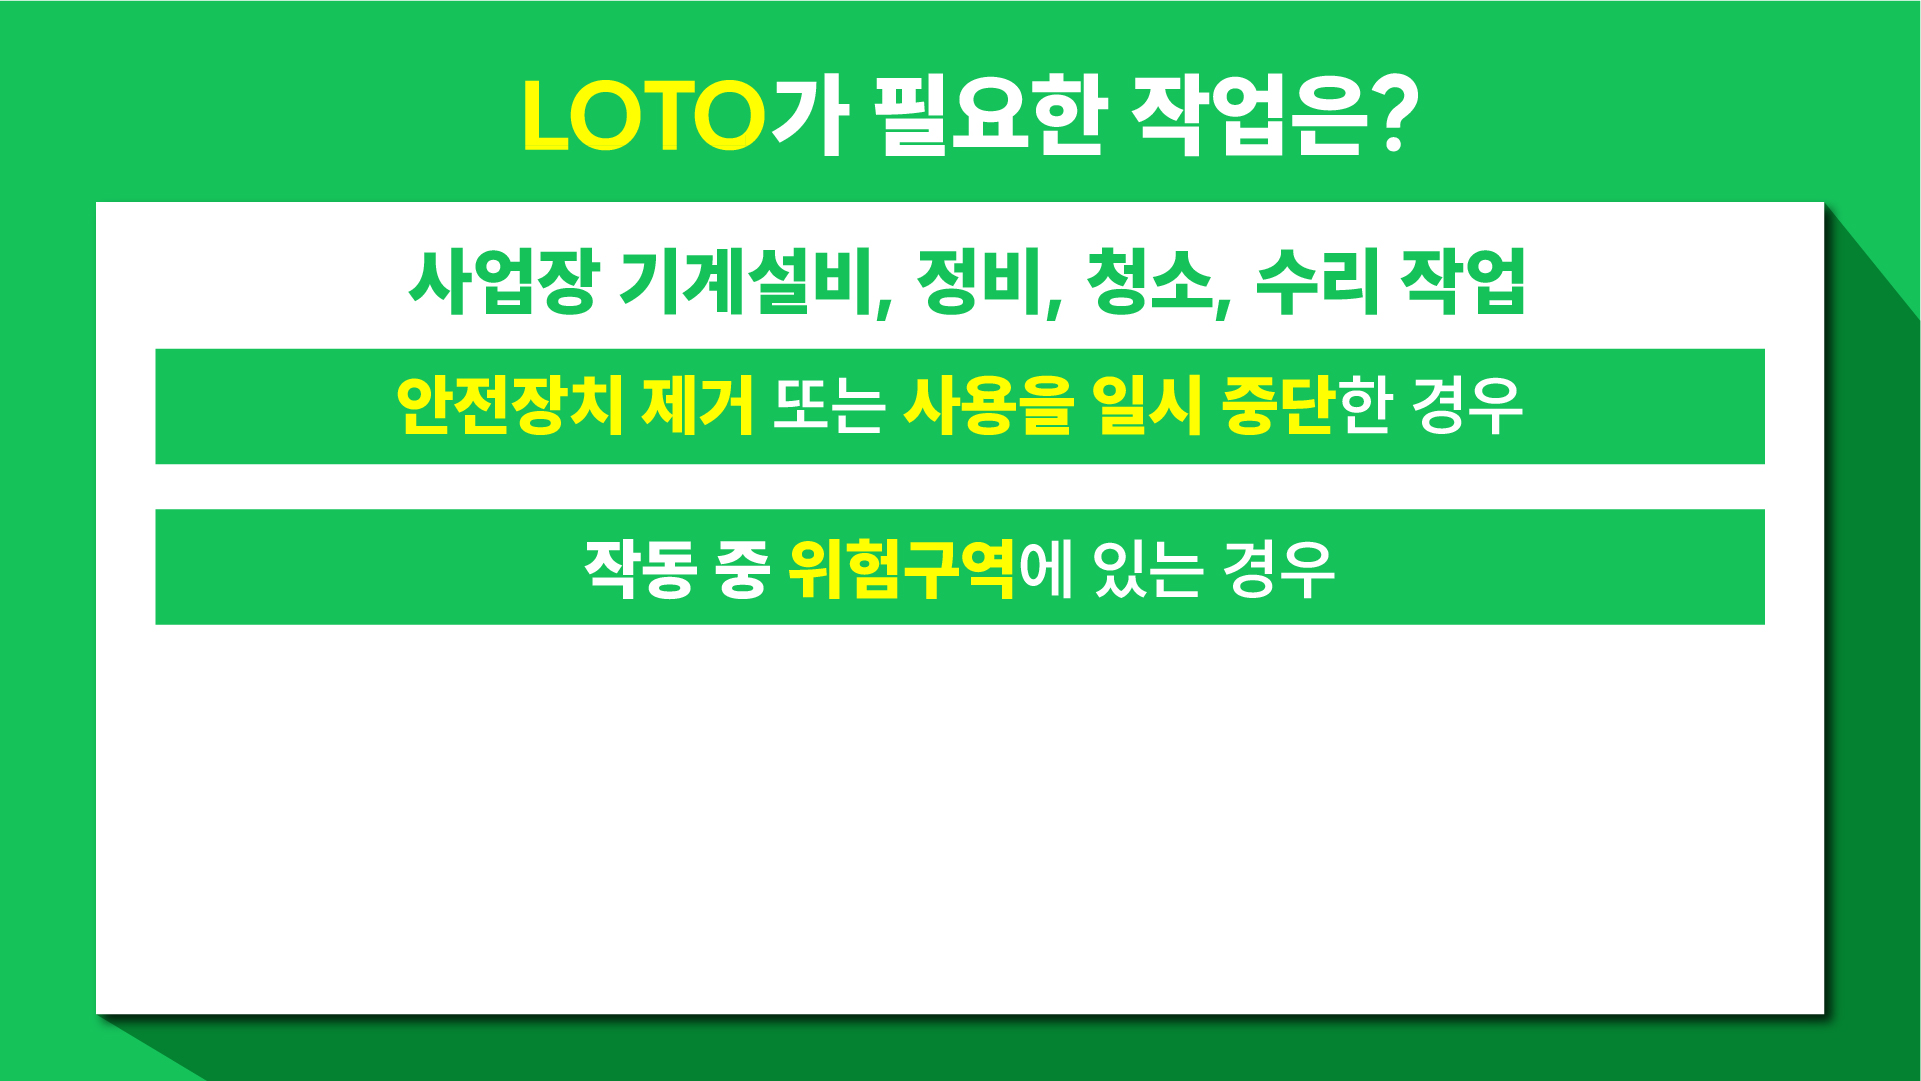 LOTO가 필요한 작업은?
사업장 기계설비, 정비, 청소, 수리 작업
안전장치 제거 또는 사용을 일시 중단한 경우
작동 중 위험구역에 있는 경우